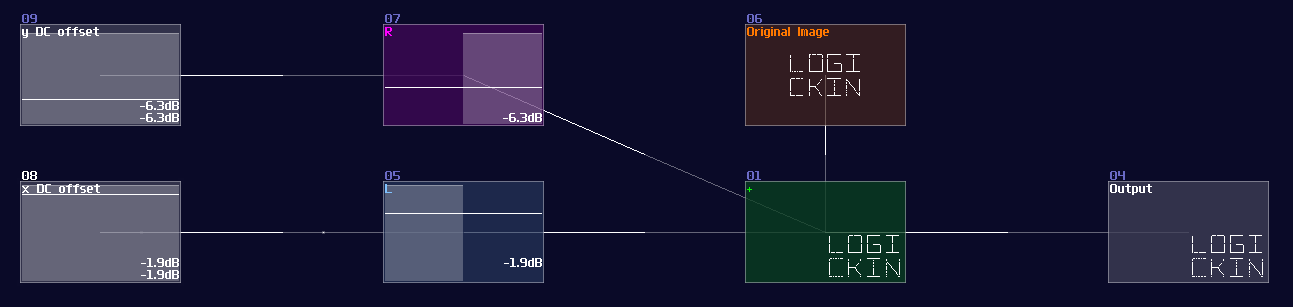 09
y DC offset
-6.3dB
-6.3dB
07
R
-6.3dB
06
Original Image
LOGI
CKIN
08
x DC offset
-1.9dB
-1.9dB
05
L
-1.9dB
01
+
LOGI
CKIN
04
Output
LOGI
CKIN